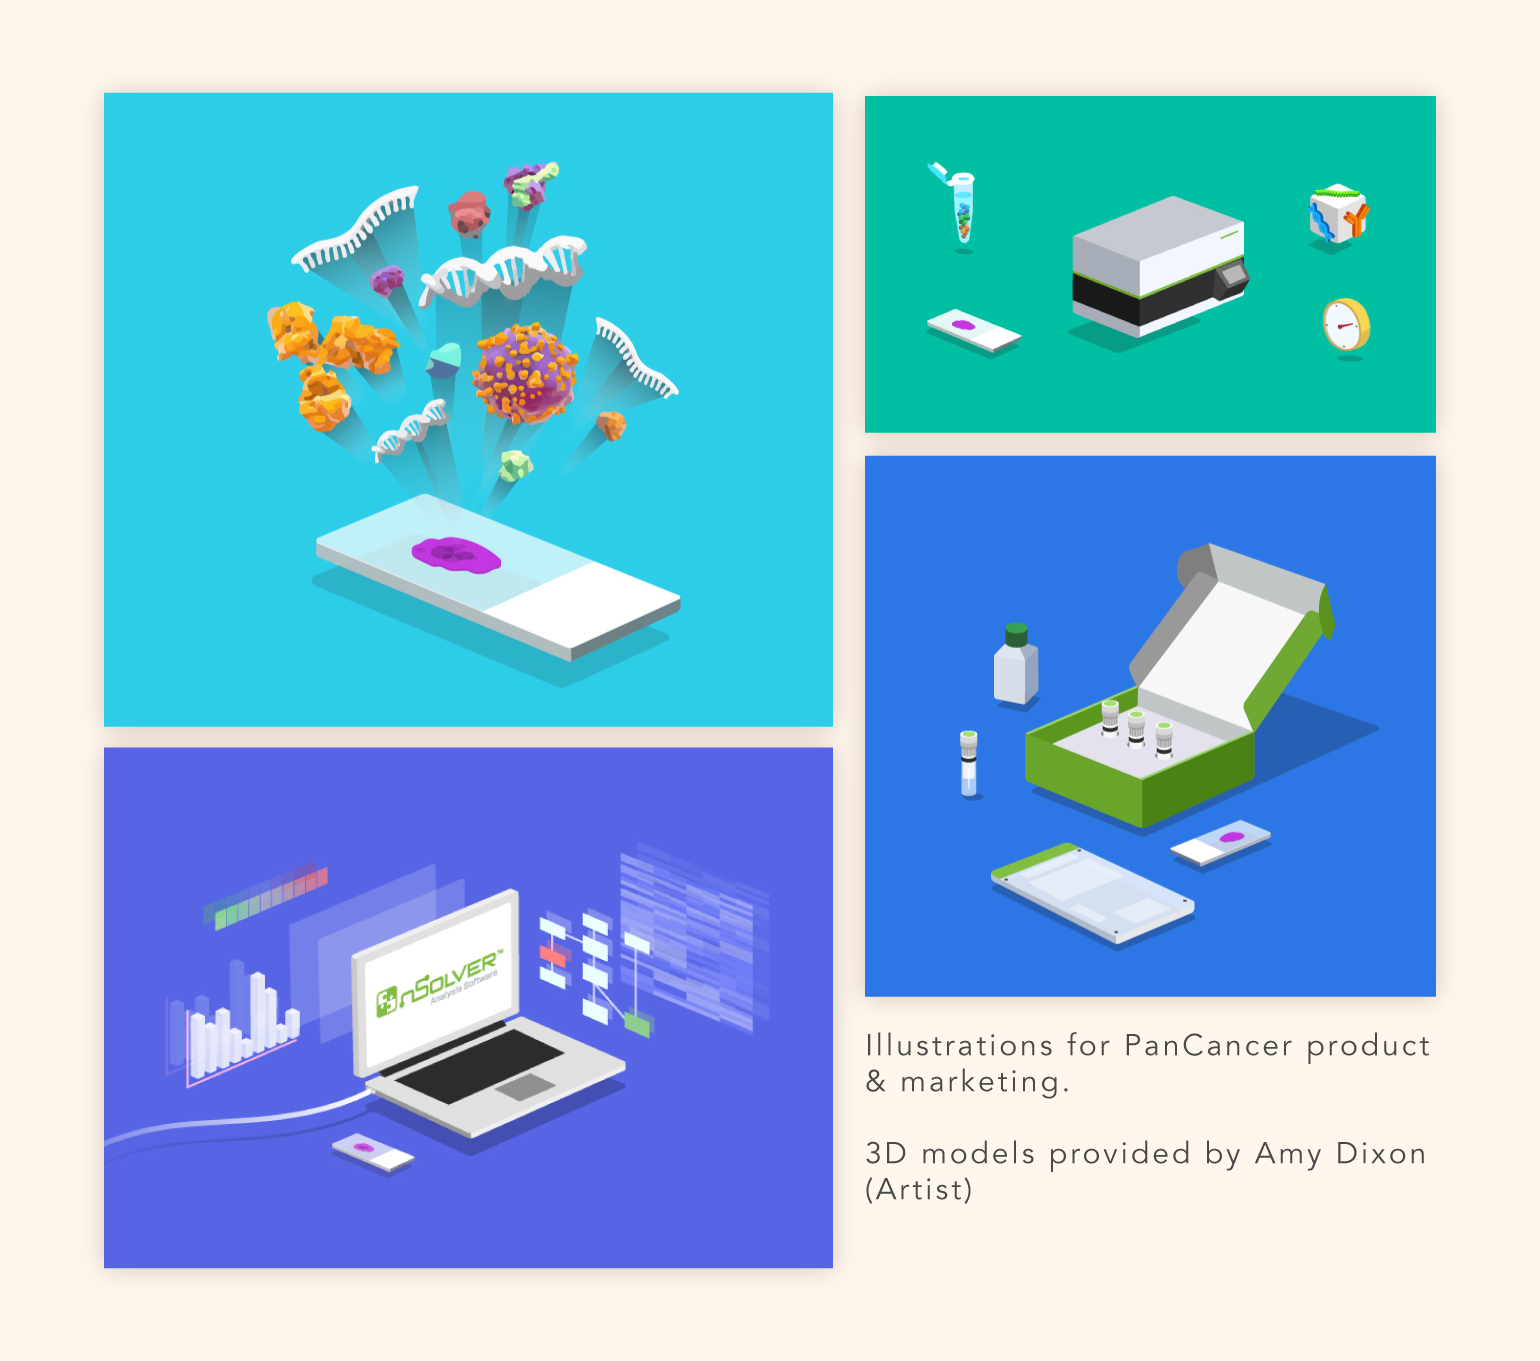 nSOLVER™
Analysis Software
Illustrations for PanCancer product
& marketing.
3D models provided by Amy Dixon
(Artist)